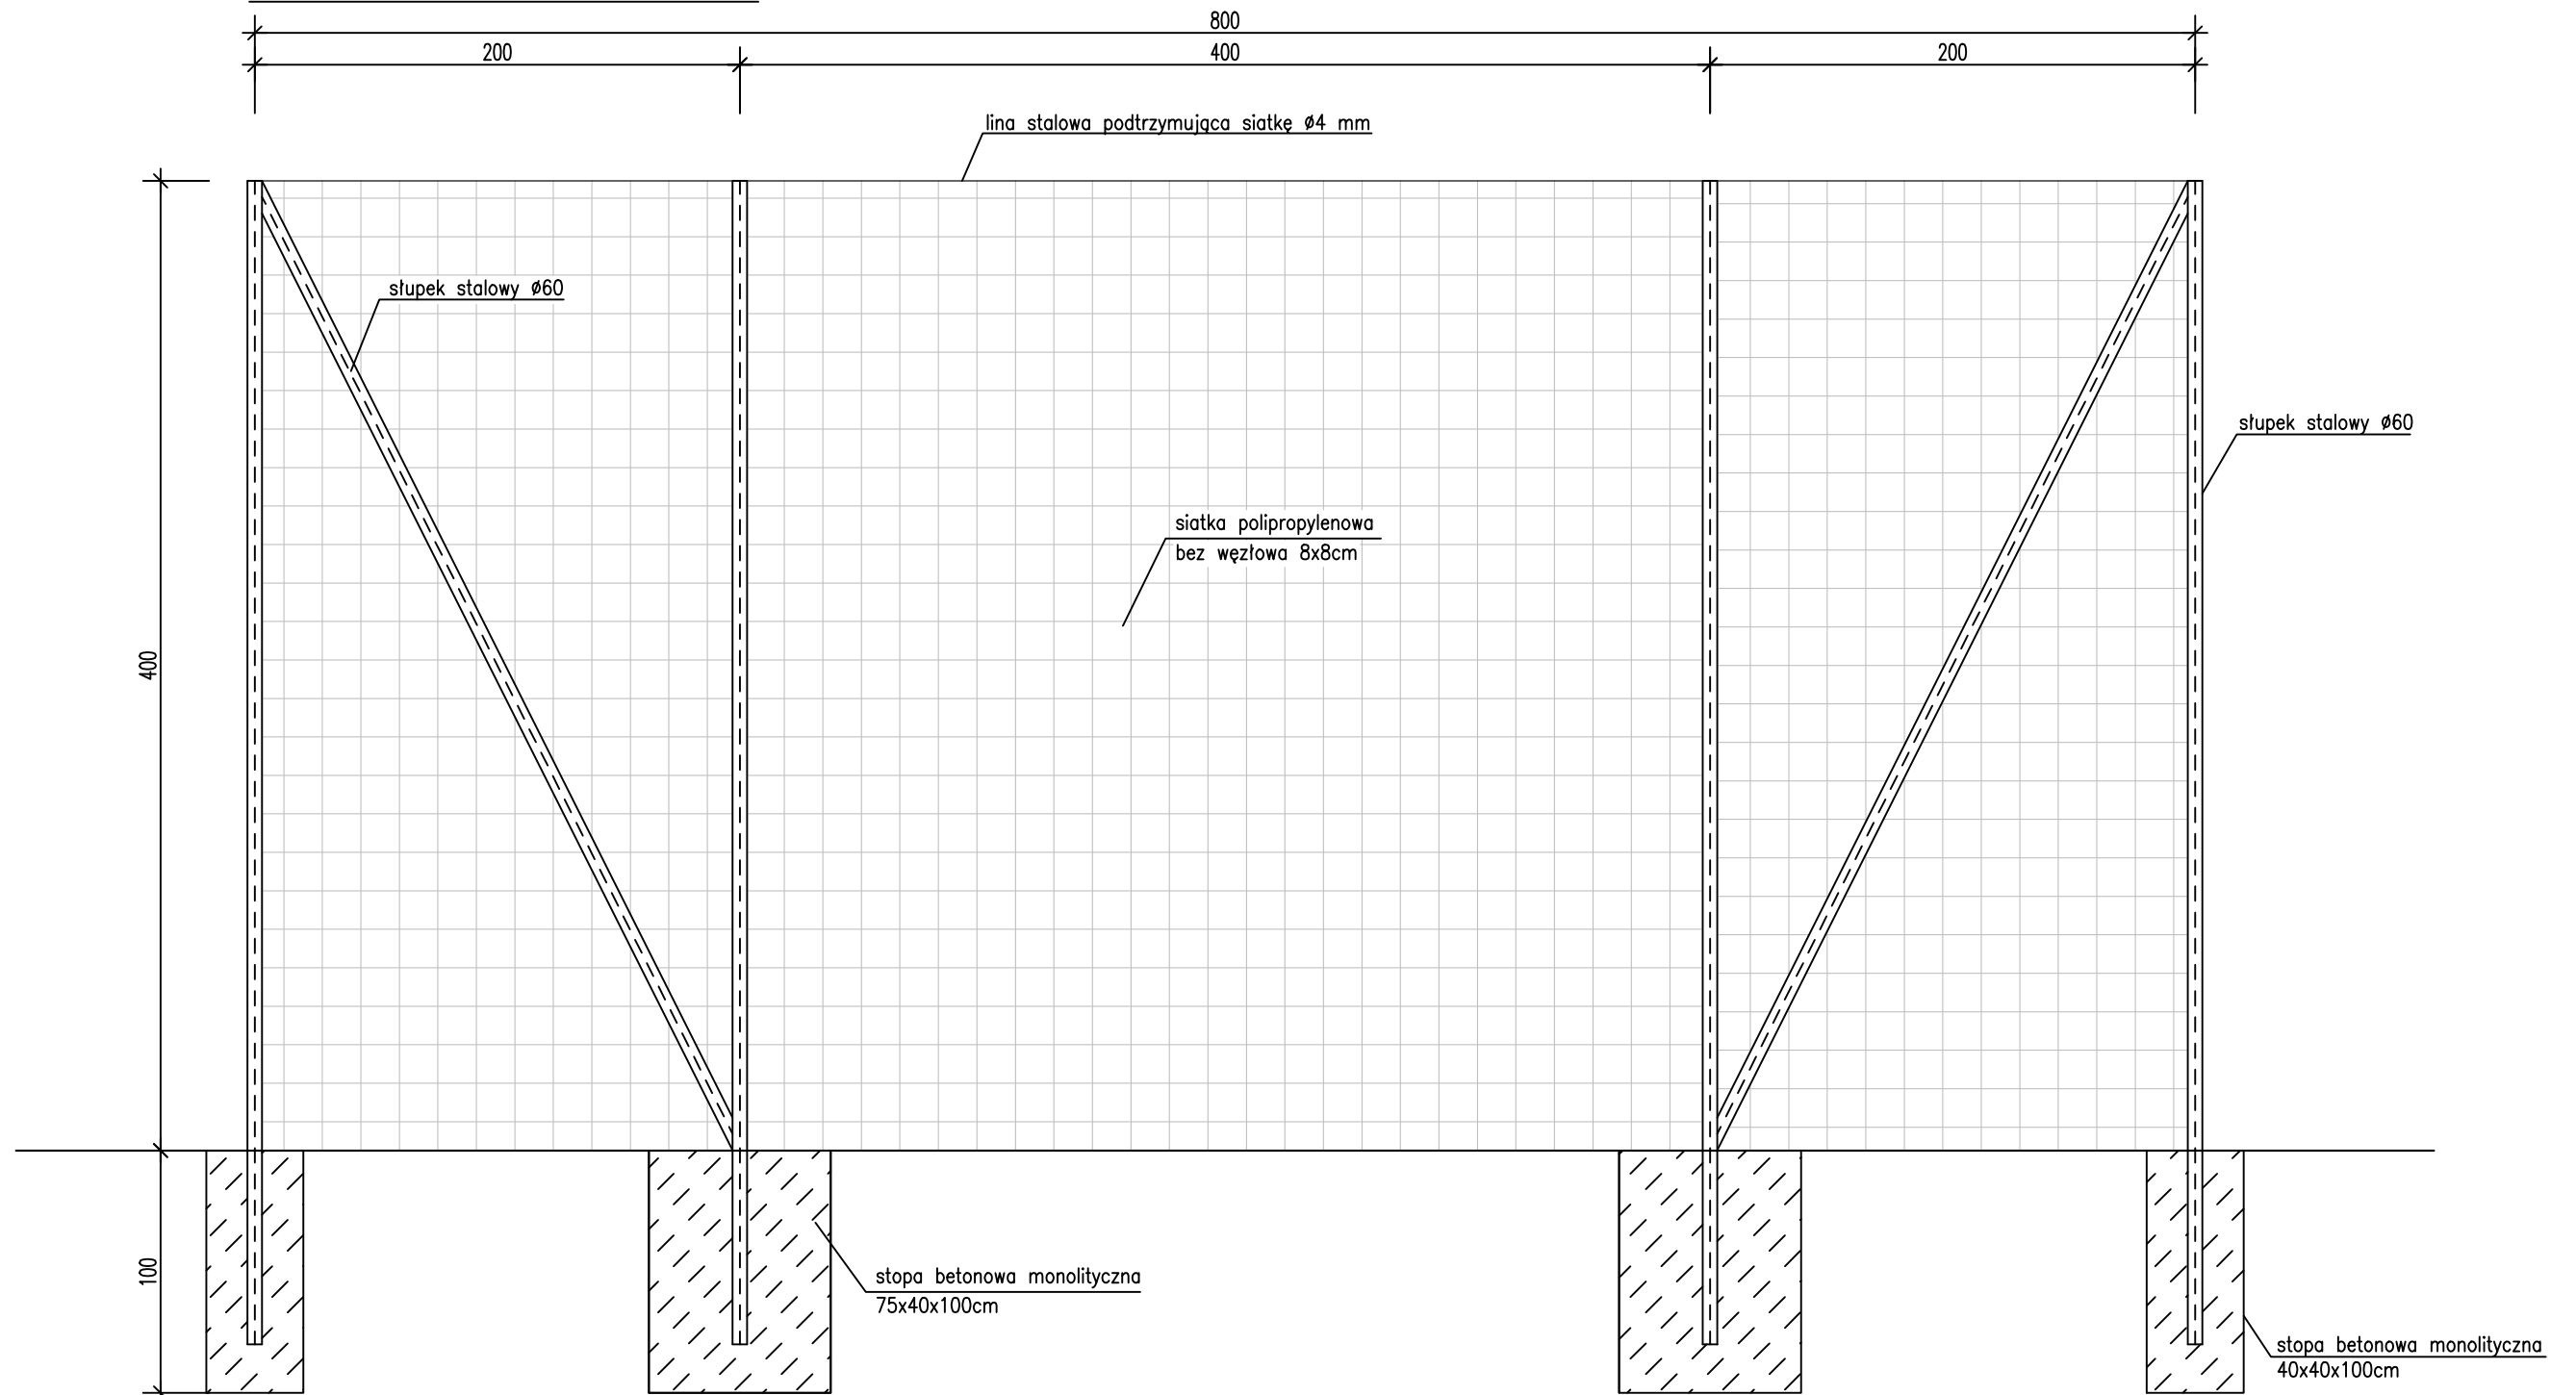 800
200
400
200
lina stalowa podtrzymująca siatkę ø4 mm
słupek stalowy ø60
słupek stalowy ø60
siatka polipropylenowa
bez węzłowa 8x8cm
400
100
stopa betonowa monolityczna
75x40x100cm
stopa betonowa monolityczna
40x40x100cm